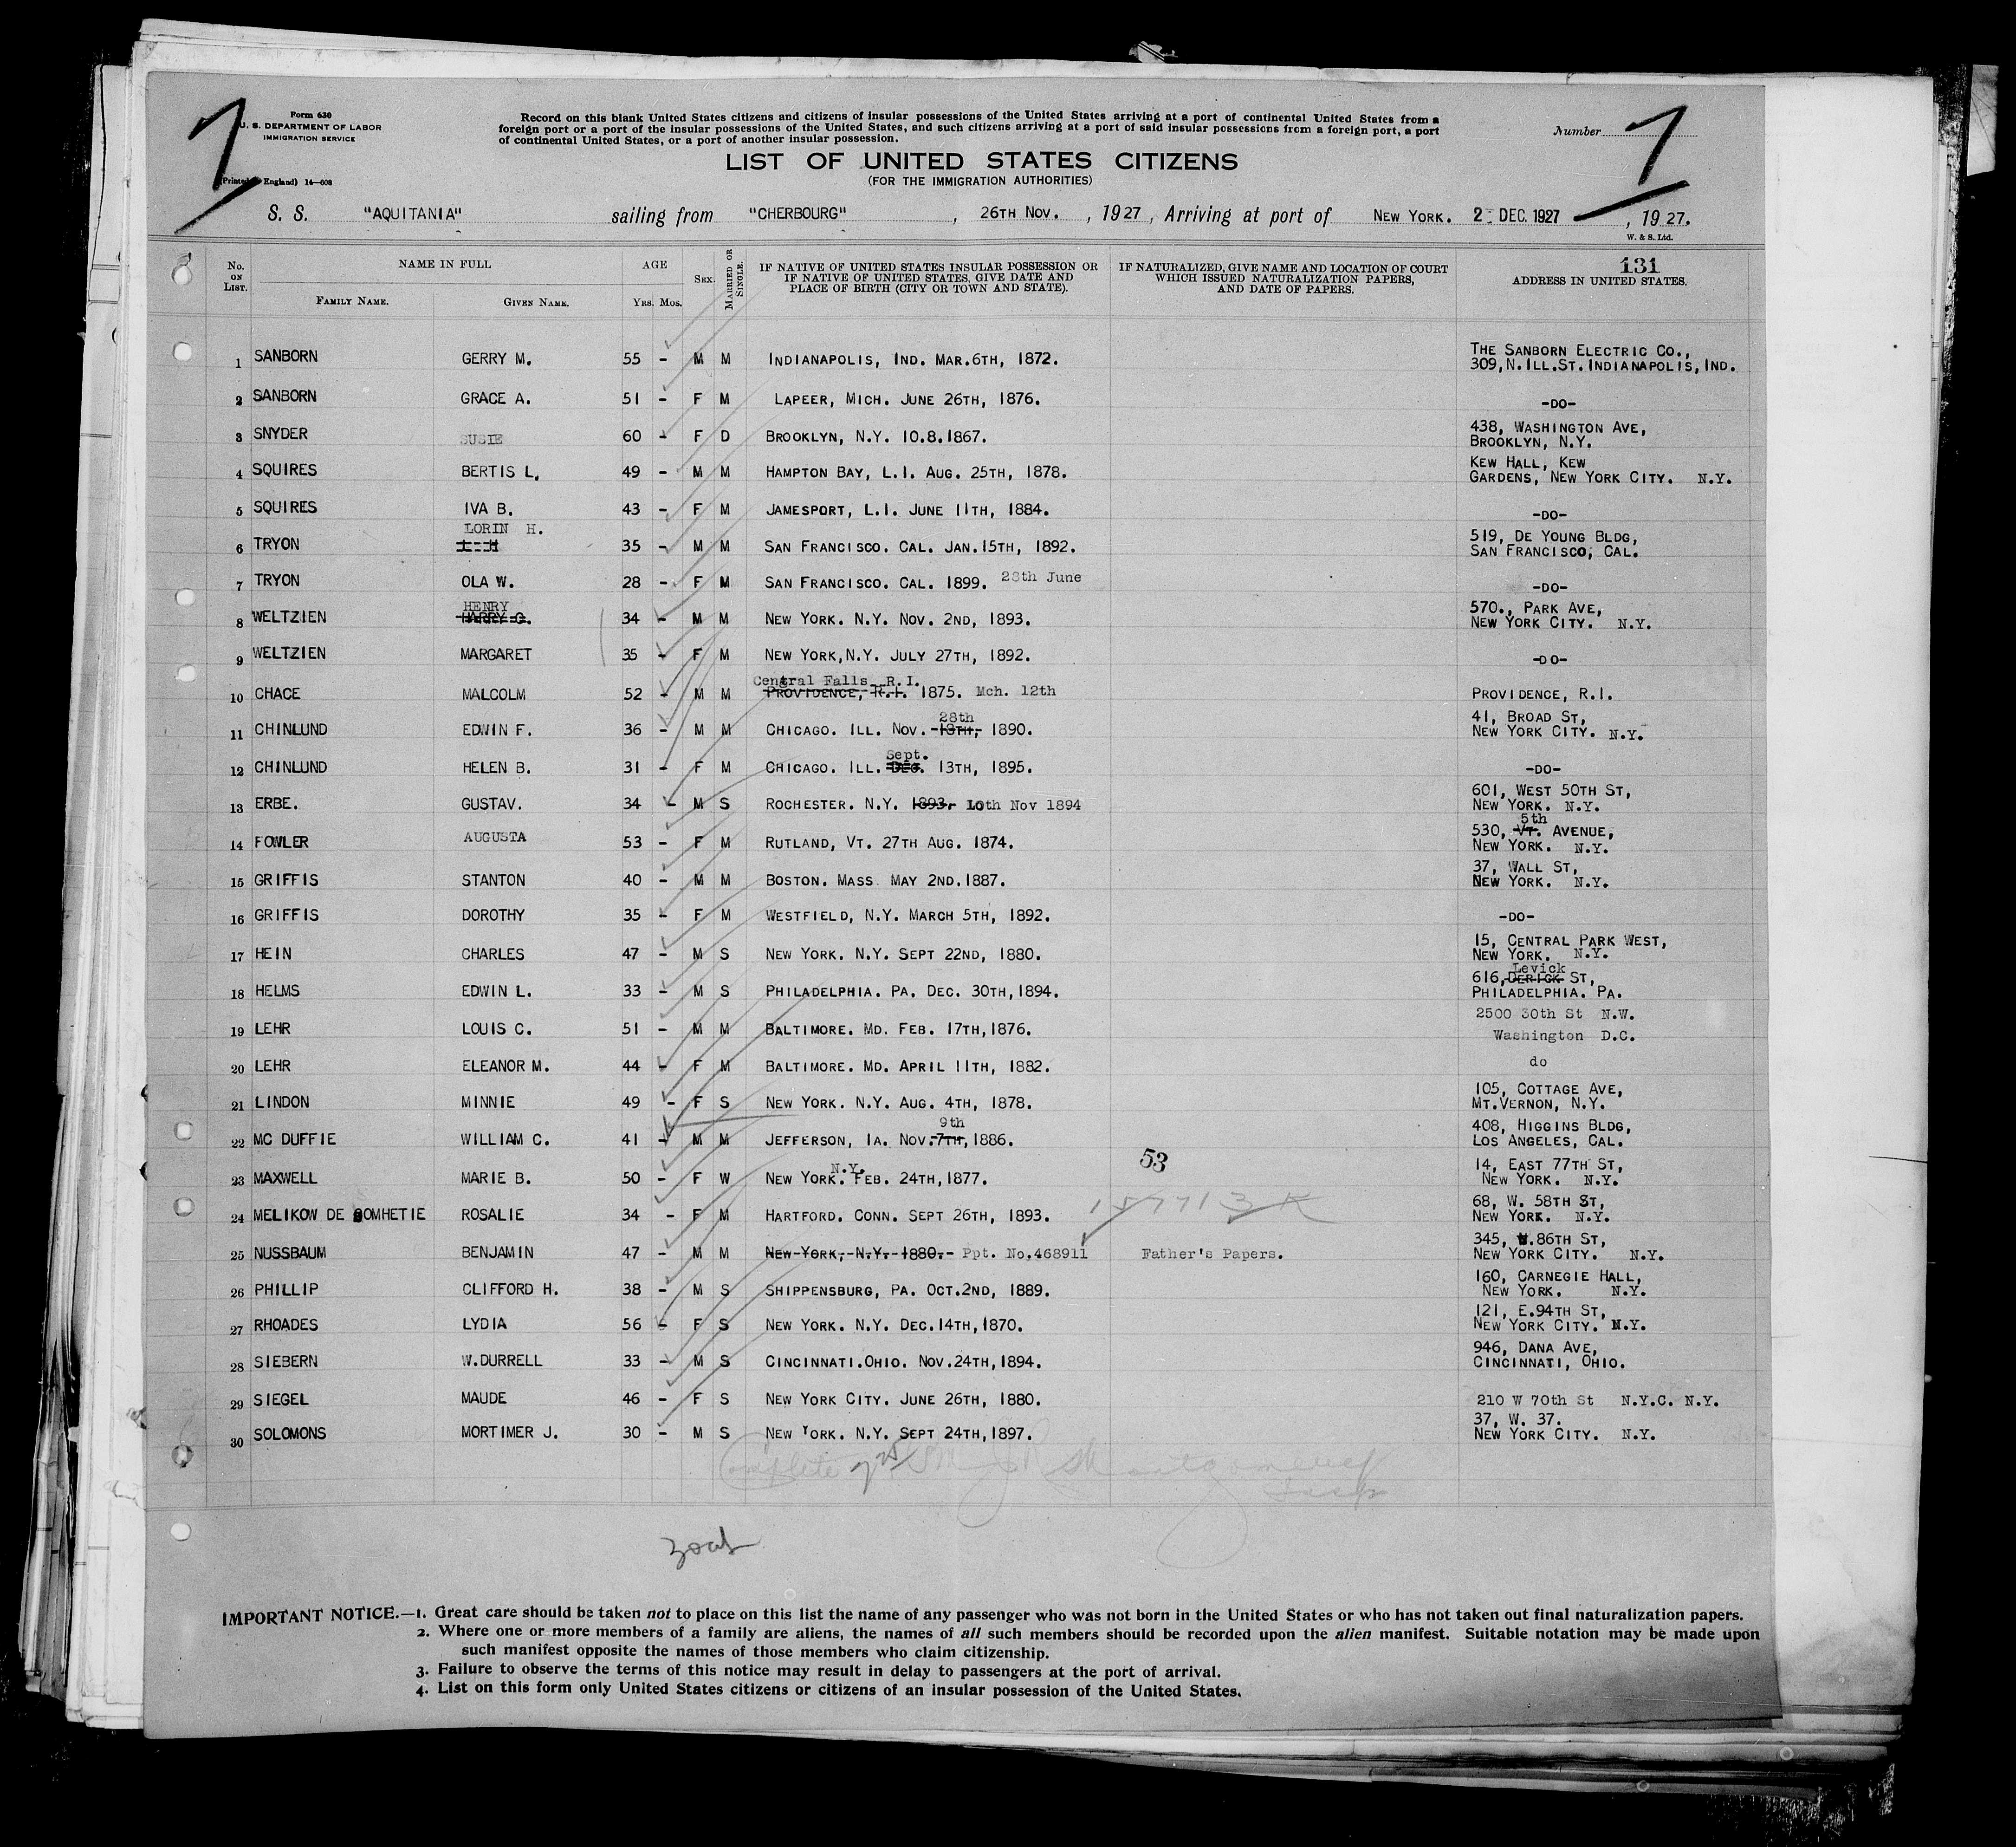 1
Form 630
U. S. DEPARTMENT OF LABOR
IMMIGRATION SERVICE
(Printed England) 14—608
Record on this blank United States citizens and citizens of insular possessions of the United States arriving at a port of continental United States from a
foreign port or a port of the insular possessions of the United States, and such citizens arriving at a port of said insular possessions from a foreign port, a port
of continental United States, or a port of another insular possession.
Number 1
LIST OF UNITED STATES CITIZENS
(FOR THE IMMIGRATION AUTHORITIES)
S. S. "AQUITANIA" sailing from "CHERBOURG", 26TH NOV., 1927, Arriving at port of NEW YORK. 2 DEC. 1927, 1927.
W. & S. Ltd.
131
No. ON LIST.
NAME IN FULL
FAMILY NAME. GIVEN NAME.
AGE
YRS. MOS.
SEX.
MARRIED OR SINGLE.
IF NATIVE OF UNITED STATES INSULAR POSSESSION OR
IF NATIVE OF UNITED STATES, GIVE DATE AND
PLACE OF BIRTH (CITY OR TOWN AND STATE).
IF NATURALIZED, GIVE NAME AND LOCATION OF COURT
WHICH ISSUED NATURALIZATION PAPERS,
AND DATE OF PAPERS.
ADDRESS IN UNITED STATES.
1 SANBORN GERRY M. 55 - M M INDIANAPOLIS, IND. MAR.6TH, 1872. THE SANBORN ELECTRIC CO.,
309, N.ILL.ST. INDIANAPOLIS, IND.
2 SANBORN GRACE A. 51 - F M LAPEER, MICH. JUNE 26TH, 1876. -DO-
3 SNYDER SUSIE 60 - F D BROOKLYN, N.Y. 10.8.1867. 438, WASHINGTON AVE,
BROOKLYN, N.Y.
4 SQUIRES BERTIS L. 49 - M M HAMPTON BAY, L.I. AUG. 25TH, 1878. KEW HALL, KEW
GARDENS, NEW YORK CITY. N.Y.
5 SQUIRES IVA B. 43 - F M JAMESPORT, L.I. JUNE 11TH, 1884. -DO-
LORIN H.
6 TRYON L. H 35 - M M SAN FRANCISCO. CAL. JAN.15TH, 1892. 519, DE YOUNG BLDG,
SAN FRANCISCO, CAL.
7 TRYON OLA W. 28 - F M SAN FRANCISCO. CAL. 1899. 28th June -DO-
HENRY
8 WELTZIEN HARRY G. 34 - M M NEW YORK. N.Y. NOV. 2ND, 1893. 570., PARK AVE,
NEW YORK CITY. N.Y.
9 WELTZIEN MARGARET 35 - F M NEW YORK, N.Y. JULY 27TH, 1892. -DO-
Central Falls R.I.
10 CHACE MALCOLM 52 - M M PROVIDENCE, R.I. 1875. Mch. 12th PROVIDENCE, R.I.
28th
11 CHINLUND EDWIN F. 36 - M M CHICAGO. ILL. NOV. 18TH, 1890. 41, BROAD ST,
NEW YORK CITY. N.Y.
Sept.
12 CHINLUND HELEN B. 31 - F M CHICAGO. ILL. DEC. 13TH, 1895. -DO-
13 ERBE. GUSTAV. 34 - M S ROCHESTER. N.Y. 1893. 10th Nov 1894 601, WEST 50TH ST,
NEW YORK. N.Y.
5th
14 FOWLER AUGUSTA 53 - F M RUTLAND, VT. 27TH AUG. 1874. 530, VT. AVENUE,
NEW YORK. N.Y.
15 GRIFFIS STANTON 40 - M M BOSTON. MASS MAY 2ND.1887. 37, WALL ST,
NEW YORK. N.Y.
16 GRIFFIS DOROTHY 35 - F M WESTFIELD, N.Y. MARCH 5TH, 1892. -DO-
17 HEIN CHARLES 47 - M S NEW YORK. N.Y. SEPT 22ND, 1880. 15, CENTRAL PARK WEST,
NEW YORK. N.Y.
Levick
18 HELMS EDWIN L. 33 - M S PHILADELPHIA. PA. DEC. 30TH, 1894. 616, DERICK ST,
PHILADELPHIA. PA.
19 LEHR LOUIS C. 51 - M M BALTIMORE. MD. FEB. 17TH, 1876. 2500 30th St N.W.
Washington D.C.
20 LEHR ELEANOR M. 44 - F M BALTIMORE. MD. APRIL 11TH, 1882. do
21 LINDON MINNIE 49 - F S NEW YORK. N.Y. AUG. 4TH, 1878. 105, COTTAGE AVE,
MT.VERNON, N.Y.
9th
22 MC DUFFIE WILLIAM C. 41 - M M JEFFERSON, IA. NOV. 7TH, 1886. 408, HIGGINS BLDG,
LOS ANGELES, CAL.
N.Y.
23 MAXWELL MARIE B. 50 - F W NEW YORK. FEB. 24TH, 1877. 53 14, EAST 77TH ST,
NEW YORK. N.Y.
24 MELIKOW DE SOMHETIE ROSALIE 34 - F M HARTFORD. CONN. SEPT 26TH, 1893. 68, W. 58TH ST,
NEW YORK. N.Y.
25 NUSSBAUM BENJAMIN 47 - M M NEW YORK, N.Y. 1880. Ppt. No.468911 Father's Papers. 345, W.86TH ST,
NEW YORK CITY. N.Y.
26 PHILLIP CLIFFORD H. 38 - M S SHIPPENSBURG, PA. OCT.2ND, 1889. 160, CARNEGIE HALL,
NEW YORK. N.Y.
27 RHOADES LYDIA 56 - F S NEW YORK. N.Y. DEC.14TH, 1870. 121, E.94TH ST,
NEW YORK CITY. N.Y.
28 SIEBERN W.DURRELL 33 - M S CINCINNATI.OHIO. NOV.24TH, 1894. 946, DANA AVE,
CINCINNATI, OHIO.
29 SIEGEL MAUDE 46 - F S NEW YORK CITY. JUNE 26TH, 1880. 210 W 70th St N.Y.C. N.Y.
30 SOLOMONS MORTIMER J. 30 - M S NEW YORK. N.Y. SEPT 24TH, 1897. 37, W. 37.
NEW YORK CITY. N.Y.
Complete Montgomery
Insp
IMPORTANT NOTICE.—1. Great care should be taken not to place on this list the name of any passenger who was not born in the United States or who has not taken out final naturalization papers.
2. Where one or more members of a family are aliens, the names of all such members should be recorded upon the alien manifest. Suitable notation may be made upon
such manifest opposite the names of those members who claim citizenship.
3. Failure to observe the terms of this notice may result in delay to passengers at the port of arrival.
4. List on this form only United States citizens or citizens of an insular possession of the United States.